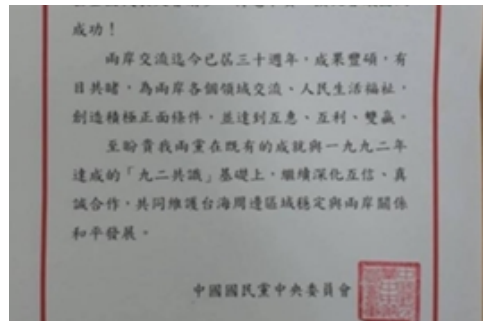 成功！
兩岸交流迄今已屆三十週年，成果豐碩，有
目共睹，為兩岸各個領域交流、人民生活福祉，
創造積極正面條件，並達到互惠、互利、雙贏。
至盼貴我兩黨在既有的成就與一九九二年
達成的「九二共識」基礎上，繼續深化互信、真
誠合作，共同維護台海周邊區域穩定與兩岸關係
和平發展。
中國國民黨中央委員會